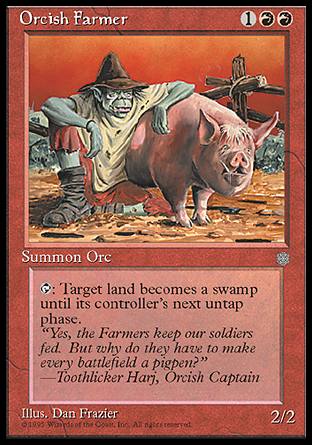 Orcish Farmer 1
Summon Orc
: Target land becomes a swamp
until its controller's next untap
phase.
"Yes, the Farmers keep our soldiers
fed. But why do they have to make
every battlefield a pigpen?"
—Toothlicker Harj, Orcish Captain
Illus. Dan Frazier 2/2
©1995 Wizards of the Coast, Inc. All rights reserved.